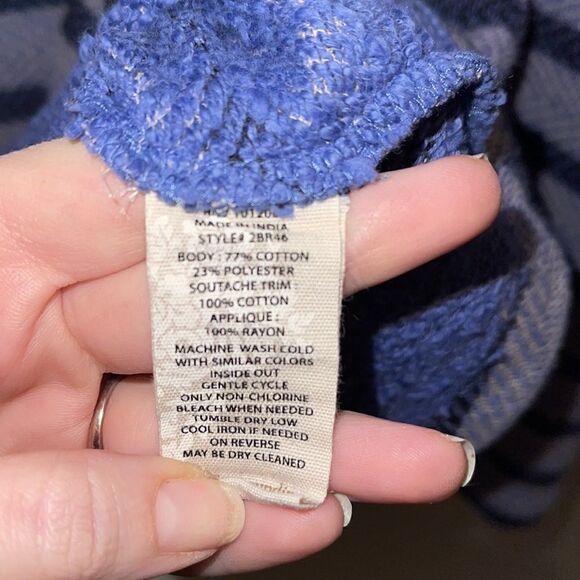 MADE IN INDIA
STYLE# 2BR46
BODY: 77% COTTON
23% POLYESTER
SOUTACHE TRIM:
100% COTTON
APPLIQUE:
100% RAYON
MACHINE WASH COLD
WITH SIMILAR COLORS
INSIDE OUT
GENTLE CYCLE
ONLY NON-CHLORINE
BLEACH WHEN NEEDED
TUMBLE DRY LOW
COOL IRON IF NEEDED
ON REVERSE
MAY BE DRY CLEANED